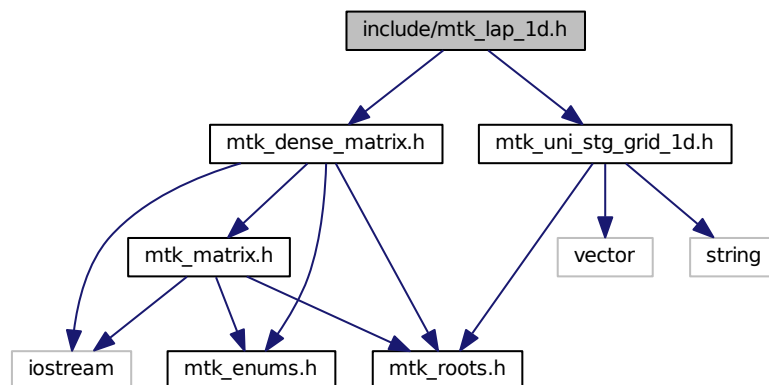 include/mtk_lap_1d.h
mtk_dense_matrix.h
mtk_uni_stg_grid_1d.h
mtk_matrix.h
vector
string
iostream
mtk_enums.h
mtk_roots.h